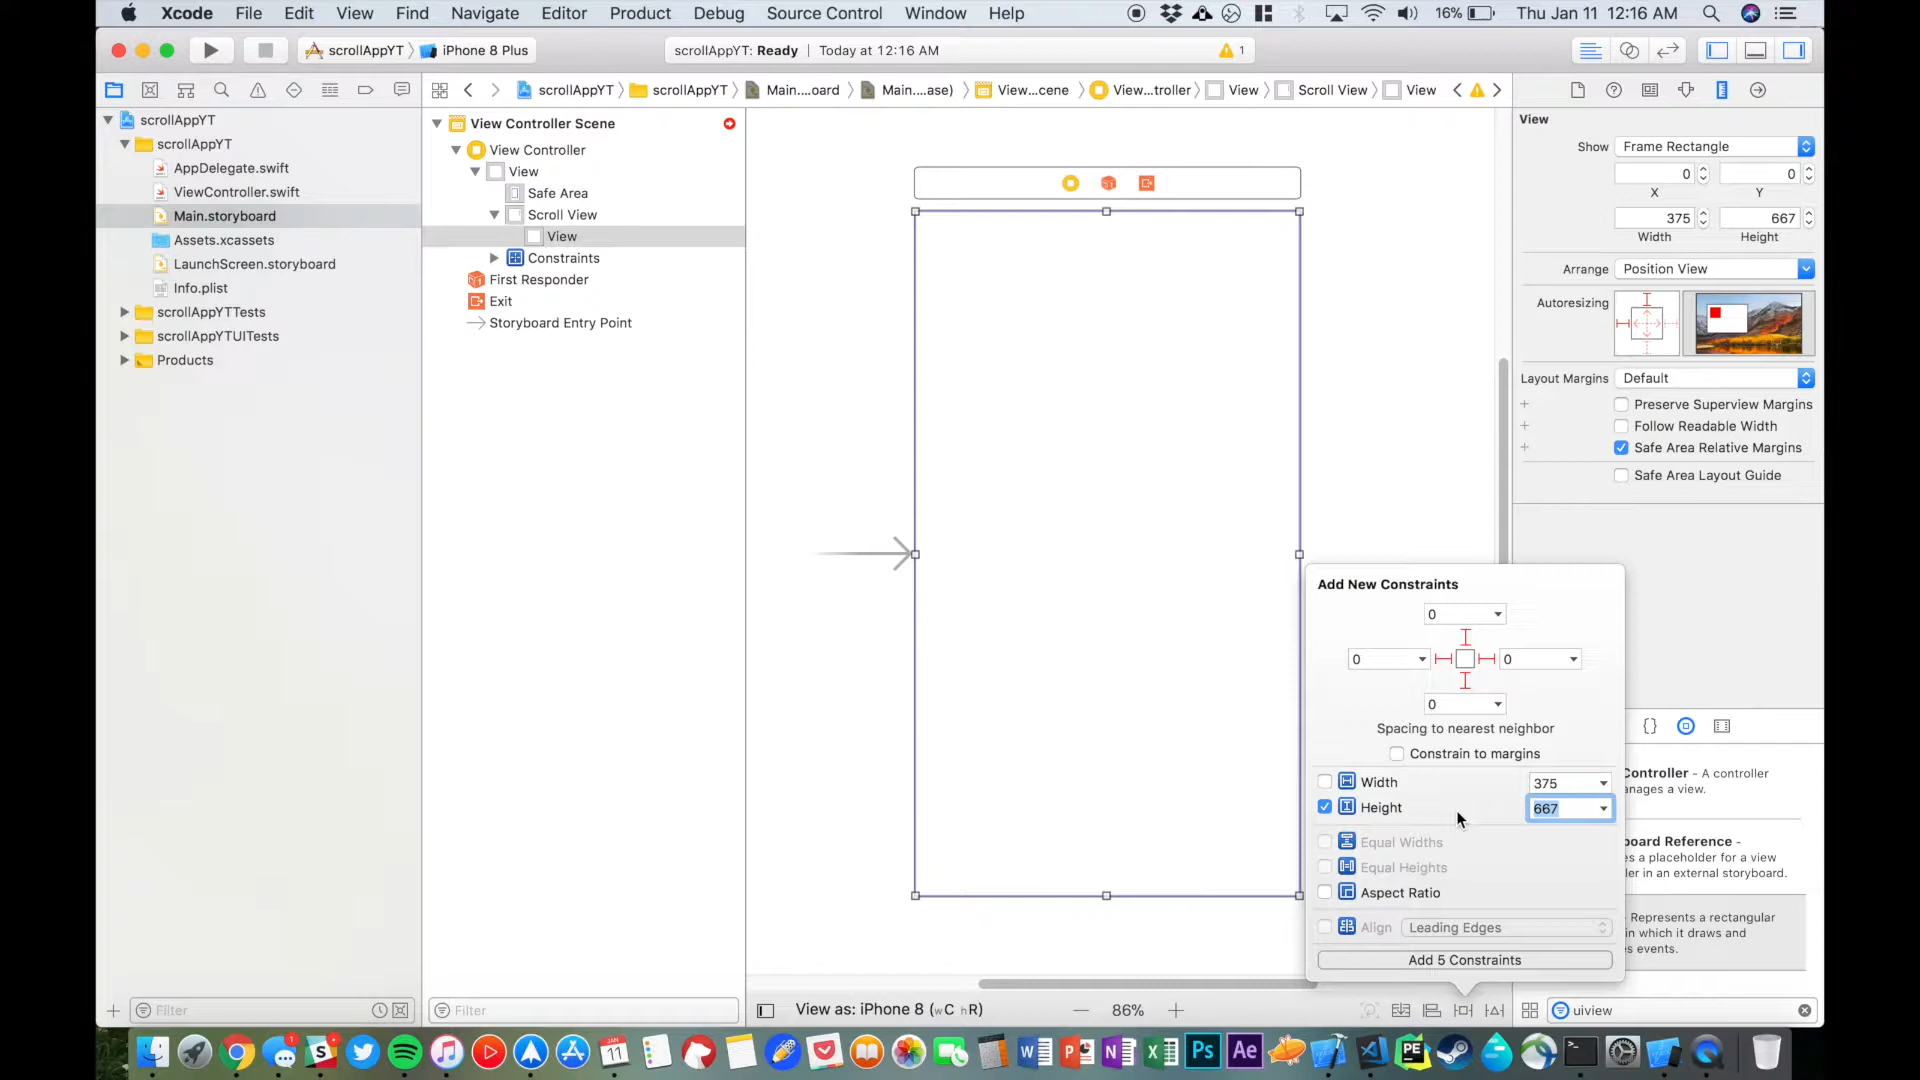 Xcode File Edit View Find Navigate Editor Product Debug Source Control Window Help 16% Thu Jan 11 12:16 AM
scrollAppYT iPhone 8 Plus scrollAppYT: Ready | Today at 12:16 AM 1
scrollAppYT scrollAppYT Main....oard Main....ase) View...cene View...troller View Scroll View View
scrollAppYT
scrollAppYT
AppDelegate.swift
ViewController.swift
Main.storyboard
Assets.xcassets
LaunchScreen.storyboard
Info.plist
scrollAppYTTests
scrollAppYTUITests
Products
Filter
View Controller Scene
View Controller
View
Safe Area
Scroll View
View
Constraints
First Responder
Exit
Storyboard Entry Point
Filter
View as: iPhone 8 (wC hR)
86%
Add New Constraints
0
0 0
0
Spacing to nearest neighbor
Constrain to margins
Width 375
Height 667
Equal Widths
Equal Heights
Aspect Ratio
Align Leading Edges
Add 5 Constraints
View
Show Frame Rectangle
0 0
X Y
375 667
Width Height
Arrange Position View
Autoresizing
Layout Margins Default
Preserve Superview Margins
Follow Readable Width
Safe Area Relative Margins
Safe Area Layout Guide
{}
Controller - A controller
anages a view.
board Reference -
es a placeholder for a view
ler in an external storyboard.
- Represents a rectangular
in which it draws and
es events.
uiview
1
JAN
11
W P N X Ps Ae PE